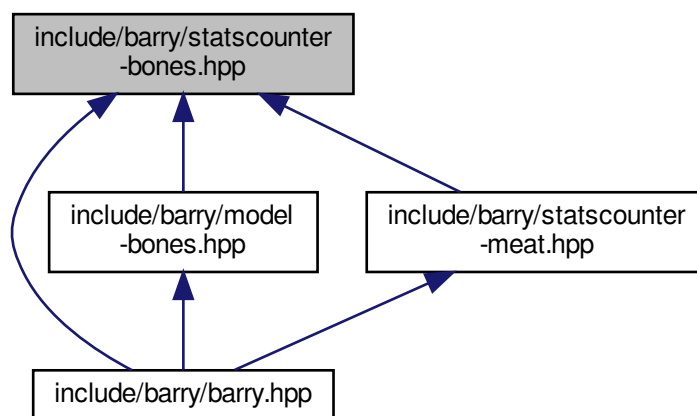 include/barry/statscounter
-bones.hpp
include/barry/model
-bones.hpp
include/barry/statscounter
-meat.hpp
include/barry/barry.hpp